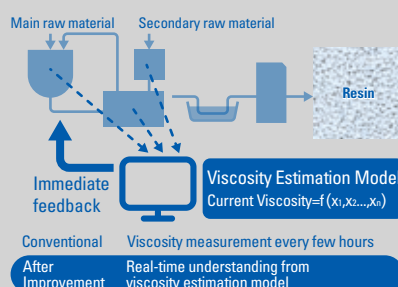 Main raw material
Secondary raw material
Resin
Immediate
feedback
Viscosity Estimation Model
Current Viscosity=f(x₁,x₂...,xₙ)
Conventional Viscosity measurement every few hours
After Real-time understanding from
Improvement viscosity estimation model